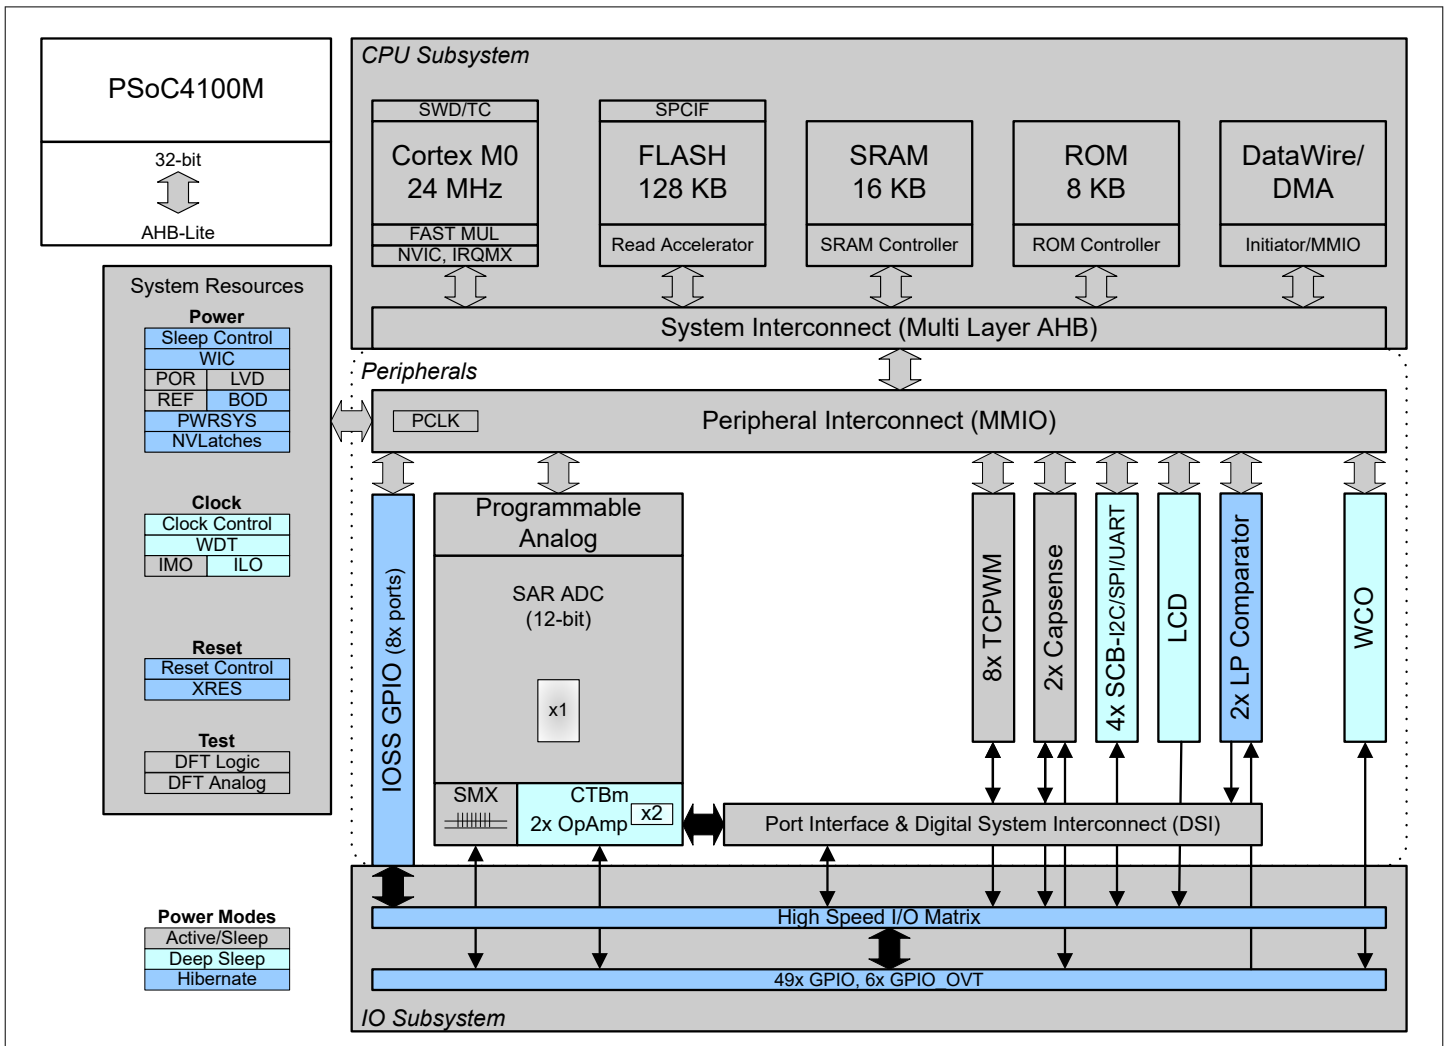 PSoC4100M
32-bit
AHB-Lite
CPU Subsystem
SWD/TC
Cortex M0
24 MHz
FAST MUL
NVIC, IRQMX
SPCIF
FLASH
128 KB
Read Accelerator
SRAM
16 KB
SRAM Controller
ROM
8 KB
ROM Controller
DataWire/
DMA
Initiator/MMIO
System Interconnect (Multi Layer AHB)
System Resources
Power
Sleep Control
WIC
POR LVD
REF BOD
PWRSYS
NVLatches
Clock
Clock Control
WDT
IMO ILO
Reset
Reset Control
XRES
Test
DFT Logic
DFT Analog
Peripherals
PCLK
Peripheral Interconnect (MMIO)
IOSS GPIO (8x ports)
Programmable
Analog
SAR ADC
(12-bit)
x1
SMX
CTBm
2x OpAmp
x2
8x TCPWM
2x Capsense
4x SCB-I2C/SPI/UART
LCD
2x LP Comparator
WCO
Port Interface & Digital System Interconnect (DSI)
Power Modes
Active/Sleep
Deep Sleep
Hibernate
High Speed I/O Matrix
49x GPIO, 6x GPIO_OVT
IO Subsystem